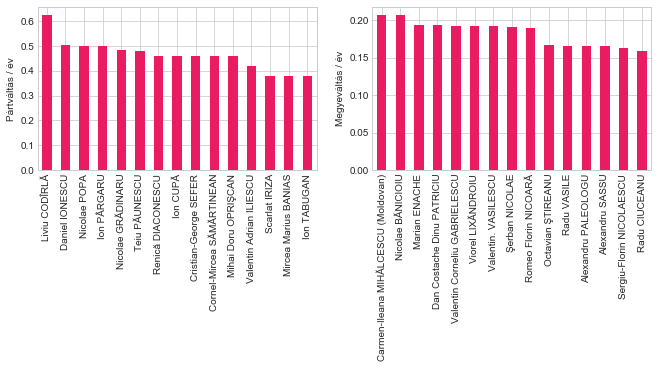 Pártváltás / év
0.6
0.5
0.4
0.3
0.2
0.1
0.0
Liviu CODÎRLĂ
Daniel IONESCU
Nicolae POPA
Ion PÂRGARU
Nicolae GRĂDINARU
Teiu PĂUNESCU
Renică DIACONESCU
Ion CUPĂ
Cristian-George SEFER
Cornel-Mircea SĂMĂRTINEAN
Mihai Doru OPRIŞCAN
Valentin Adrian ILIESCU
Scarlat IRIZA
Mircea Marius BANIAS
Ion TABUGAN
Megyeváltás / év
0.20
0.15
0.10
0.05
0.00
Carmen-Ileana MIHĂLCESCU (Moldovan)
Nicolae BĂNICIOIU
Marian ENACHE
Dan Costache Dinu PATRICIU
Valentin Corneliu GABRIELESCU
Viorel LIXĂNDROIU
Valentin. VASILESCU
Şerban NICOLAE
Romeo Florin NICOARĂ
Octavian ŞTIREANU
Radu VASILE
Alexandru PALEOLOGU
Alexandru SASSU
Sergiu-Florin NICOLAESCU
Radu CIUCEANU